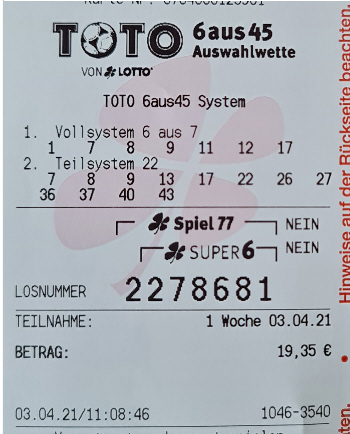 TOTO 6aus45
Auswahlwette
VON LOTTO
TOTO 6aus45 System
1. Vollsystem 6 aus 7
1 7 8 9 11 12 17
2. Teilsystem 22
7 8 9 13 17 22 26 27
36 37 40 43
Spiel 77 NEIN
SUPER 6 NEIN
LOSNUMMER 2278681
TEILNAHME: 1 Woche 03.04.21
BETRAG: 19,35 €
03.04.21/11:08:46 1046-3540
Hinweise auf der Rückseite beachten.